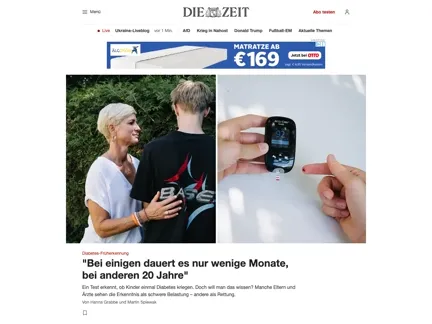 Menü
DIE ZEIT
Abo testen
Live
Ukraine-Liveblog
vor 1 Min.
AfD
Krieg in Nahost
Donald Trump
Fußball-EM
Aktuelle Themen
MATRATZE AB
€169
Jetzt bei OTTO
BASE
Diabetes-Früherkennung
"Bei einigen dauert es nur wenige Monate,
bei anderen 20 Jahre"
Ein Test erkennt, ob Kinder einmal Diabetes kriegen. Doch will man das wissen? Manche Eltern und
Ärzte sehen die Erkenntnis als schwere Belastung – andere als Rettung.
Von Hanna Grabbe und Martin Spiewak